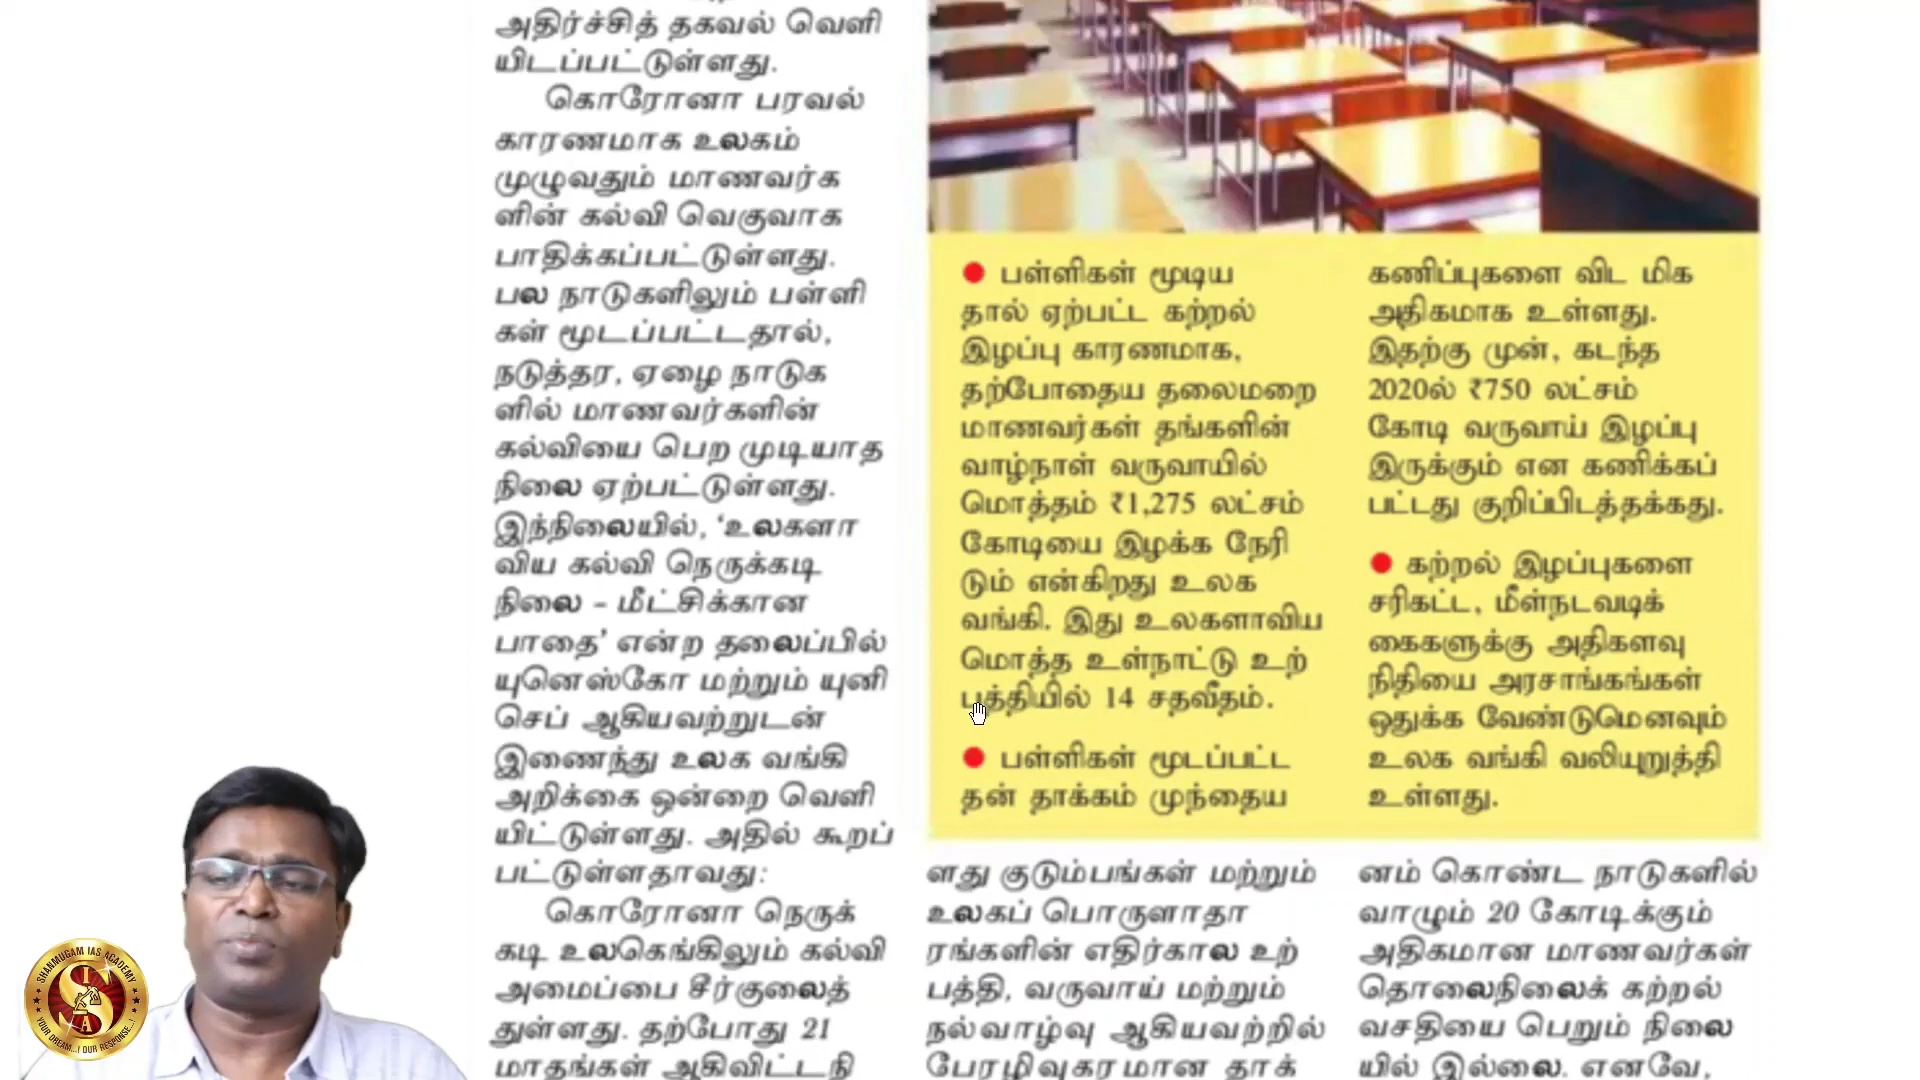 அதிர்ச்சித் தகவல் வெளி
யிடப்பட்டுள்ளது.
கொரோனா பரவல்
காரணமாக உலகம்
முழுவதும் மாணவர்க
ளின் கல்வி வெகுவாக
பாதிக்கப்பட்டுள்ளது.
பல நாடுகளிலும் பள்ளி
கள் மூடப்பட்டதால்,
நடுத்தர, ஏழை நாடுக
ளில் மாணவர்களின்
கல்வியை பெற முடியாத
நிலை ஏற்பட்டுள்ளது.
இந்நிலையில், ‘உலகளா
விய கல்வி நெருக்கடி
நிலை – மீட்சிக்கான
பாதை’ என்ற தலைப்பில்
யுனெஸ்கோ மற்றும் யுனி
செப் ஆகியவற்றுடன்
இணைந்து உலக வங்கி
அறிக்கை ஒன்றை வெளி
யிட்டுள்ளது. அதில் கூறப்
பட்டுள்ளதாவது:
கொரோனா நெருக்
கடி உலகெங்கிலும் கல்வி
அமைப்பை சீர்குலைத்
துள்ளது. தற்போது 21
மாதங்கள் ஆகிவிட்டநி
● பள்ளிகள் மூடிய
தால் ஏற்பட்ட கற்றல்
இழப்பு காரணமாக,
தற்போதைய தலைமறை
மாணவர்கள் தங்களின்
வாழ்நாள் வருவாயில்
மொத்தம் ₹1,275 லட்சம்
கோடியை இழக்க நேரி
டும் என்கிறது உலக
வங்கி. இது உலகளாவிய
மொத்த உள்நாட்டு உற்
பத்தியில் 14 சதவீதம்.
● பள்ளிகள் மூடப்பட்ட
தன் தாக்கம் முந்தைய
கணிப்புகளை விட மிக
அதிகமாக உள்ளது.
இதற்கு முன், கடந்த
2020ல் ₹750 லட்சம்
கோடி வருவாய் இழப்பு
இருக்கும் என கணிக்கப்
பட்டது குறிப்பிடத்தக்கது.
● கற்றல் இழப்புகளை
சரிகட்ட, மீள்நடவடிக்
கைகளுக்கு அதிகளவு
நிதியை அரசாங்கங்கள்
ஒதுக்க வேண்டுமெனவும்
உலக வங்கி வலியுறுத்தி
உள்ளது.
ளது குடும்பங்கள் மற்றும்
உலகப் பொருளாதா
ரங்களின் எதிர்கால உற்
பத்தி, வருவாய் மற்றும்
நல்வாழ்வு ஆகியவற்றில்
பேரழிவுகரமான தாக்
னம் கொண்ட நாடுகளில்
வாழும் 20 கோடிக்கும்
அதிகமான மாணவர்கள்
தொலைநிலைக் கற்றல்
வசதியை பெறும் நிலை
யில் இல்லை. எனவே,
SHANMUGAM IAS ACADEMY
SIA
YOUR DREAM...! OUR RESPONSE...!